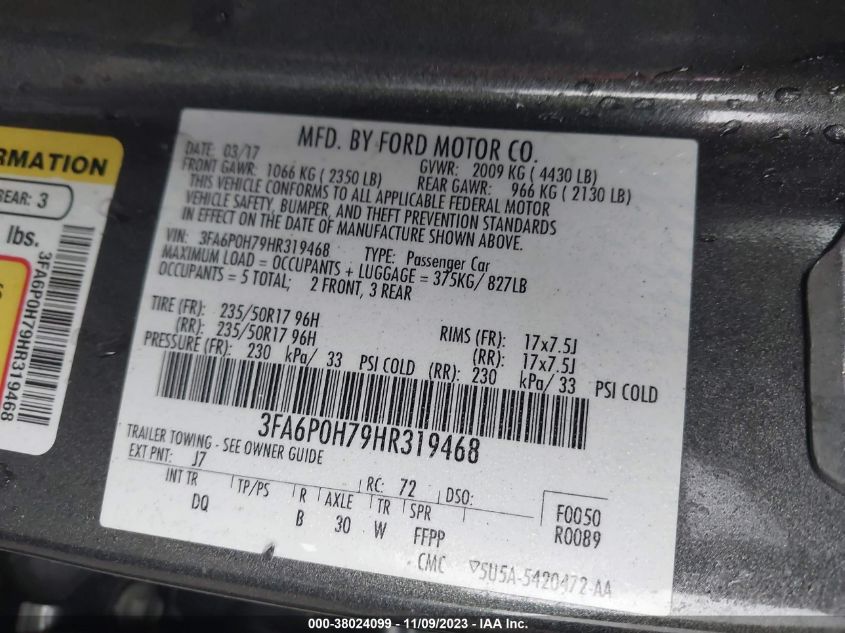 RMATION
SEAR: 3
lbs.
3FA6P0H79HR319468
MFD. BY FORD MOTOR CO.
DATE: 03/17
GVWR: 2009 KG ( 4430 LB)
FRONT GAWR: 1066 KG ( 2350 LB)
REAR GAWR: 966 KG ( 2130 LB)
THIS VEHICLE CONFORMS TO ALL APPLICABLE FEDERAL MOTOR
VEHICLE SAFETY, BUMPER, AND THEFT PREVENTION STANDARDS
IN EFFECT ON THE DATE OF MANUFACTURE SHOWN ABOVE.
VIN: 3FA6P0H79HR319468 TYPE: Passenger Car
MAXIMUM LOAD = OCCUPANTS + LUGGAGE = 375KG/ 827LB
OCCUPANTS = 5 TOTAL; 2 FRONT, 3 REAR
TIRE (FR): 235/50R17 96H RIMS (FR): 17x7.5J
(RR): 235/50R17 96H (RR): 17x7.5J
PRESSURE (FR): 230 kPa/ 33 PSI COLD (RR): 230 kPa/ 33 PSI COLD
3FA6P0H79HR319468
TRAILER TOWING - SEE OWNER GUIDE
EXT PNT: J7 RC: 72 DSO:
INT TR TP/PS R AXLE TR SPR F0050
DQ B 30 W FFPP R0089
CMC 5U5A-5420472-AA
000-38024099 - 11/09/2023 - IAA Inc.